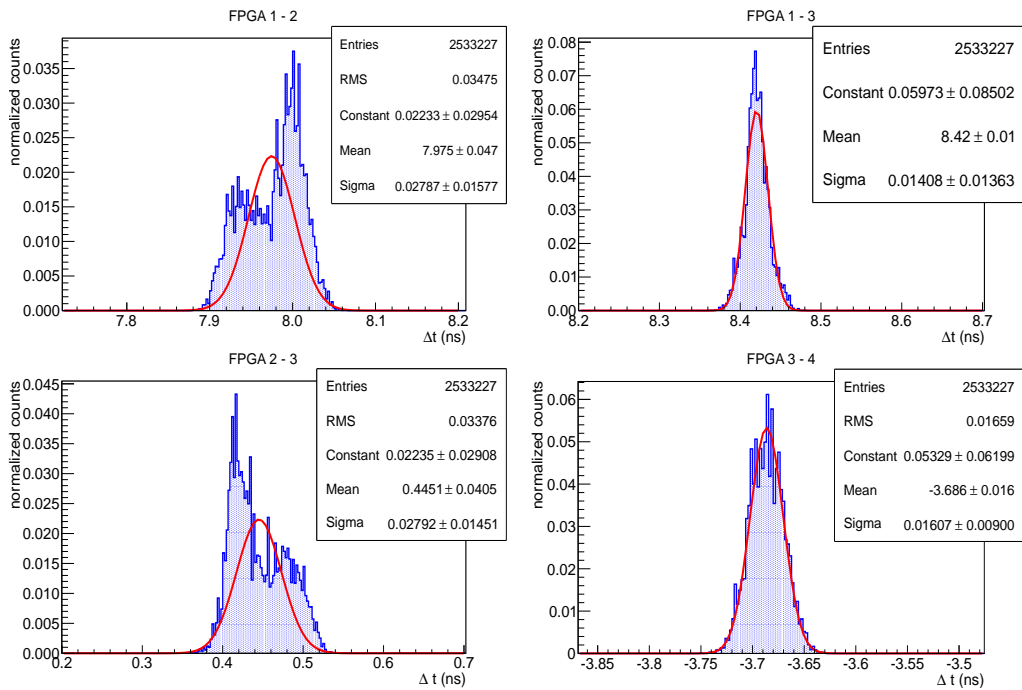 FPGA 1 - 2
normalized counts
0.035
0.030
0.025
0.020
0.015
0.010
0.005
0.000
7.8 7.9 8.0 8.1 8.2
Δt (ns)
Entries 2533227
RMS 0.03475
Constant 0.02233 ± 0.02954
Mean 7.975 ± 0.047
Sigma 0.02787 ± 0.01577
FPGA 1 - 3
normalized counts
0.08
0.07
0.06
0.05
0.04
0.03
0.02
0.01
0.00
8.2 8.3 8.4 8.5 8.6 8.7
Δt (ns)
Entries 2533227
Constant 0.05973 ± 0.08502
Mean 8.42 ± 0.01
Sigma 0.01408 ± 0.01363
FPGA 2 - 3
normalized counts
0.045
0.040
0.035
0.030
0.025
0.020
0.015
0.010
0.005
0.000
0.2 0.3 0.4 0.5 0.6 0.7
Δ t (ns)
Entries 2533227
RMS 0.03376
Constant 0.02235 ± 0.02908
Mean 0.4451 ± 0.0405
Sigma 0.02792 ± 0.01451
FPGA 3 - 4
normalized counts
0.06
0.05
0.04
0.03
0.02
0.01
0
-3.85 -3.8 -3.75 -3.7 -3.65 -3.6 -3.55 -3.5
Δ t (ns)
Entries 2533227
RMS 0.01659
Constant 0.05329 ± 0.06199
Mean -3.686 ± 0.016
Sigma 0.01607 ± 0.00900